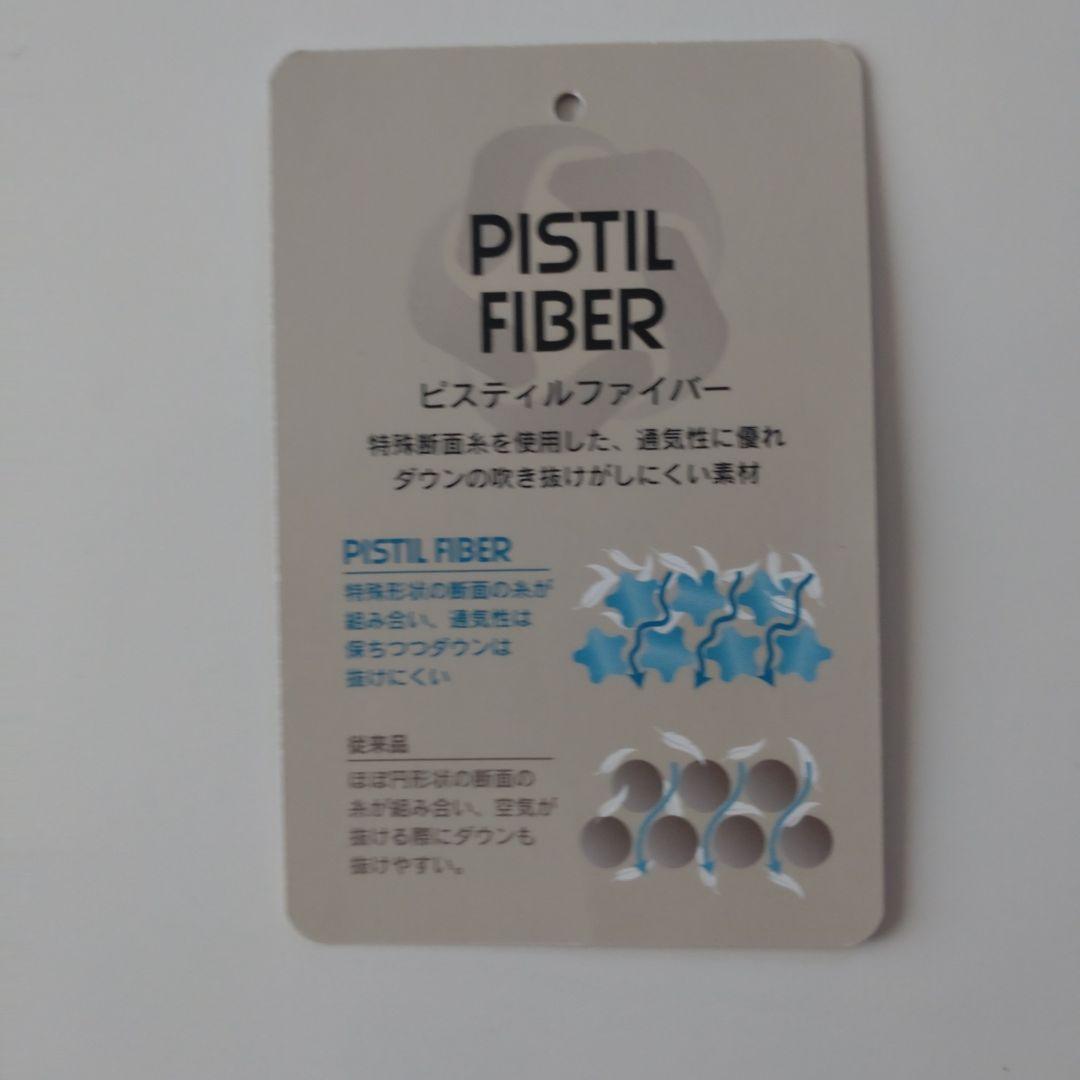 PISTIL
FIBER
ピスティルファイバー
特殊断面糸を使用した、通気性に優れ
ダウンの吹き抜けがしにくい素材
PISTIL FIBER
特殊形状の断面の糸が
組み合い、通気性は
保ちつつダウンは
抜けにくい
従来品
ほぼ円形状の断面の
糸が組み合い、空気が
抜ける際にダウンも
抜けやすい。